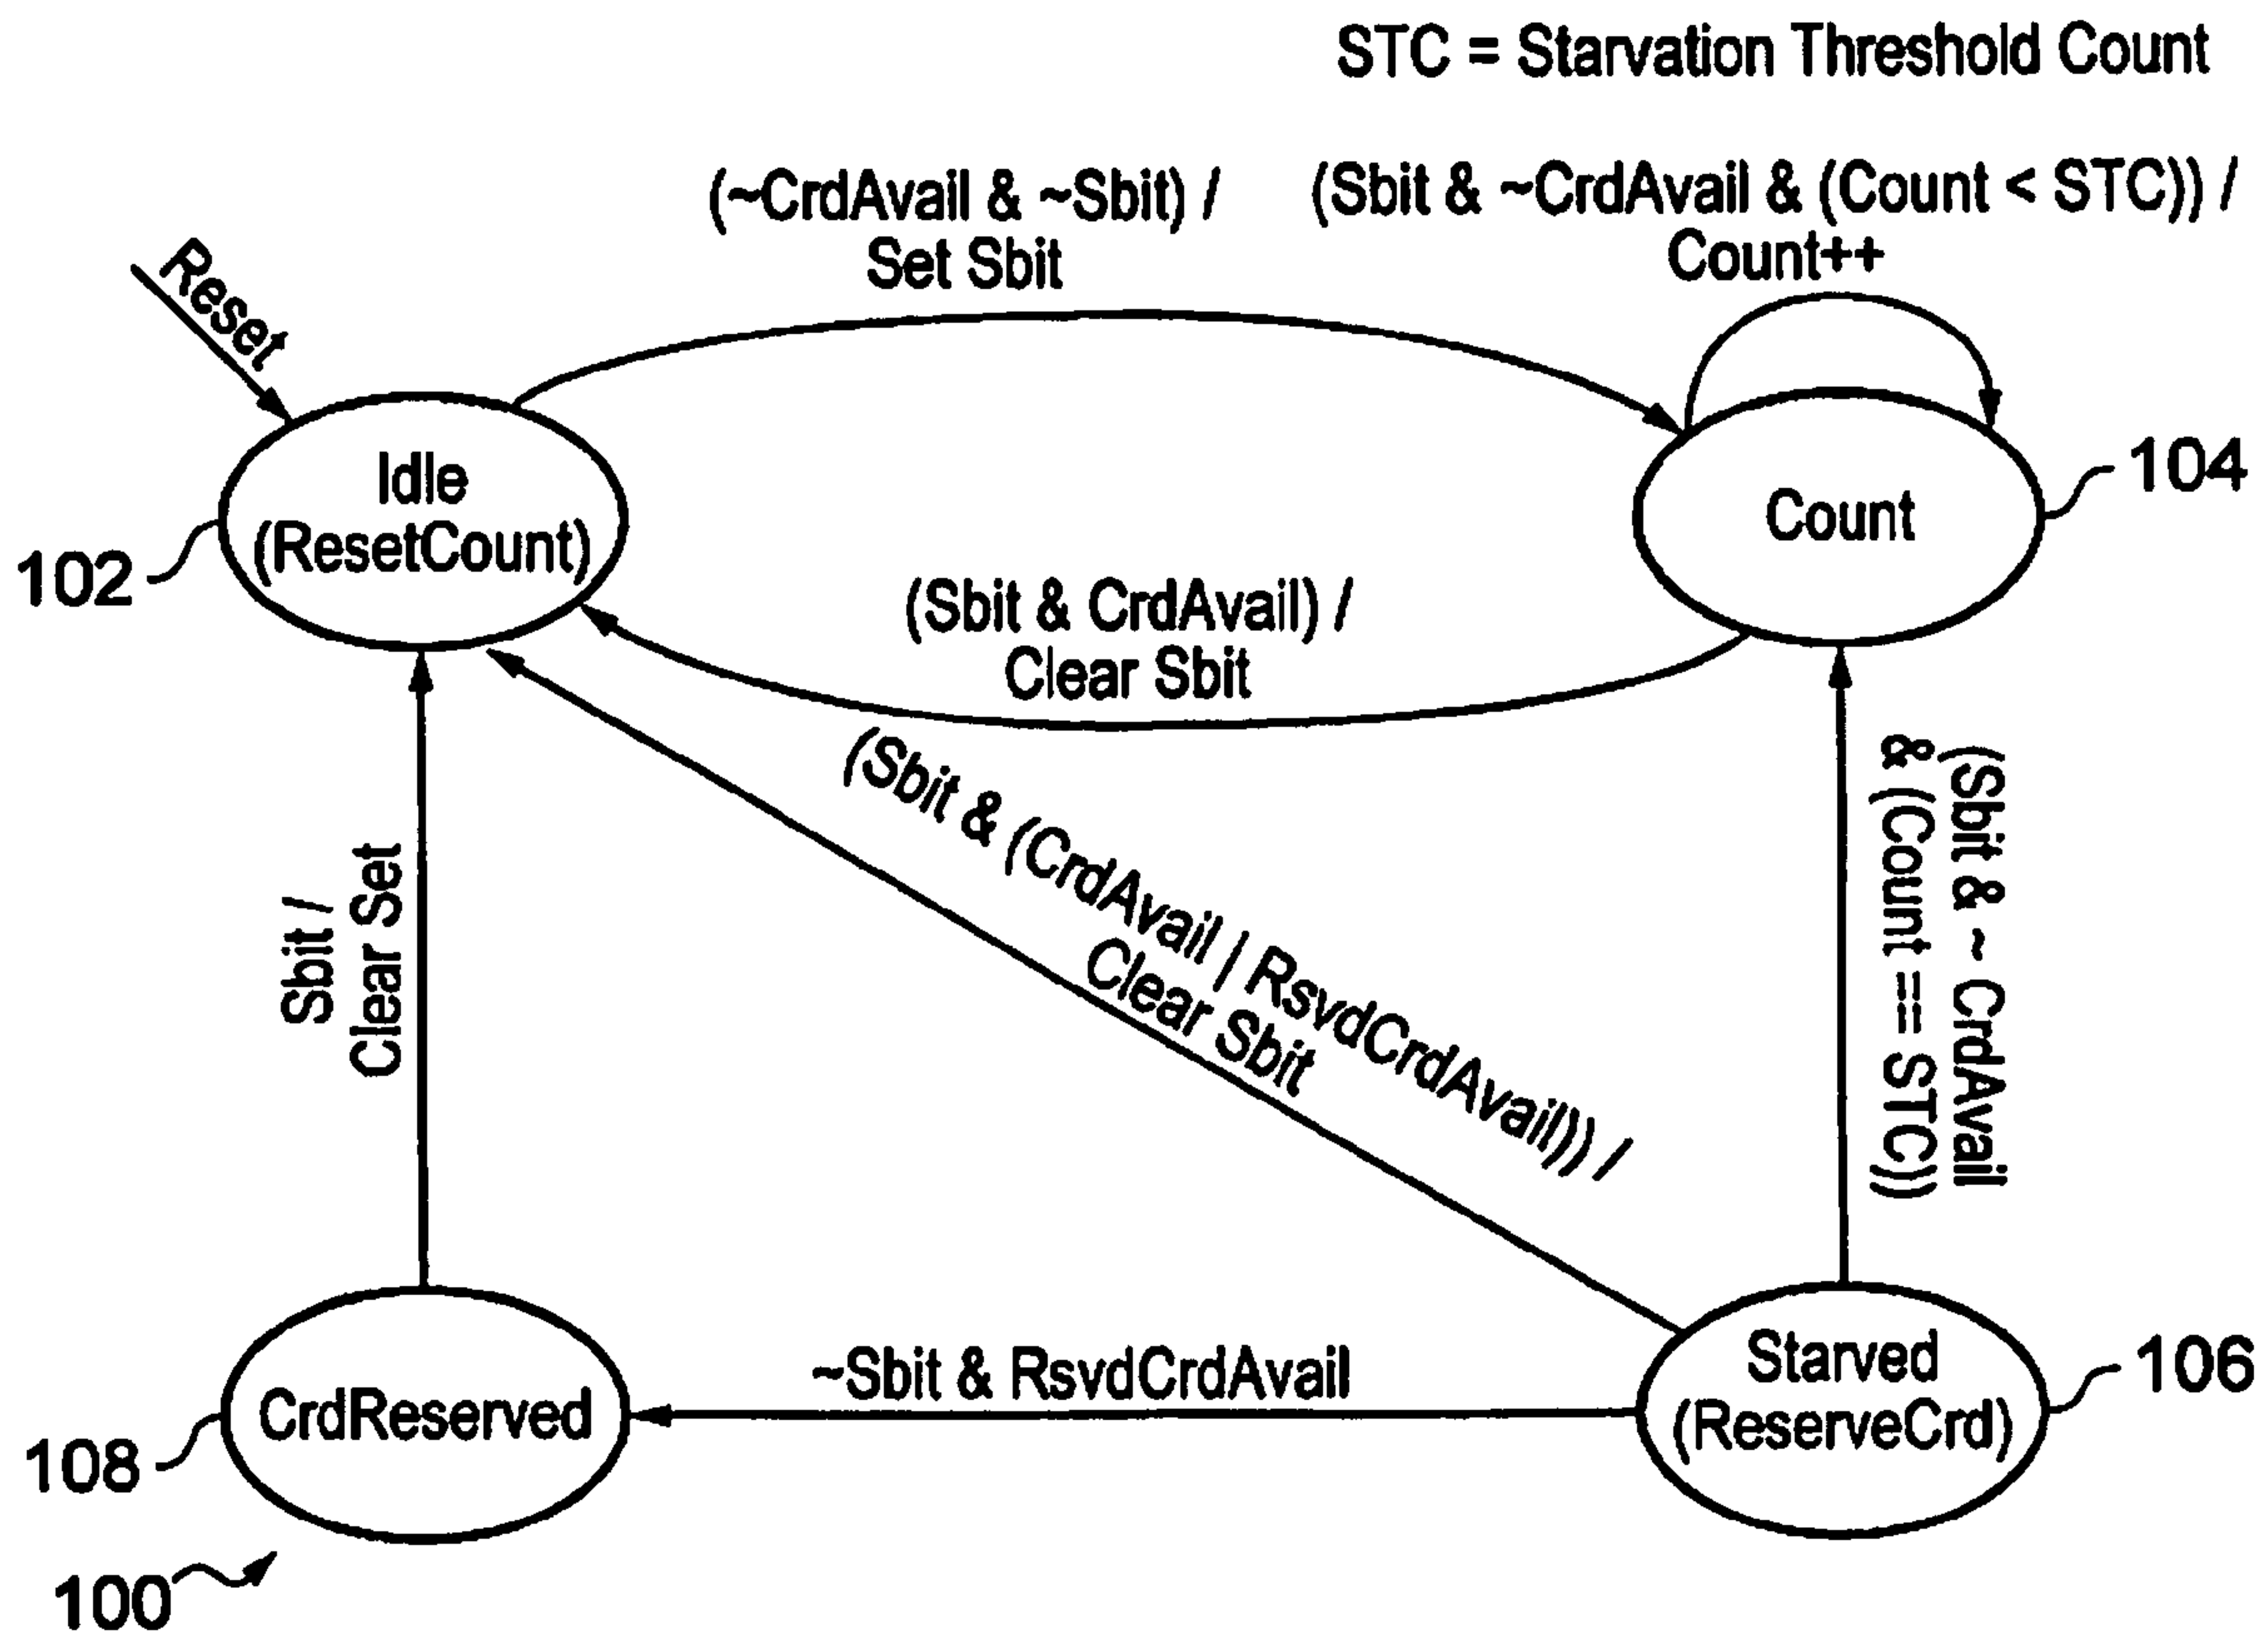 STC = Starvation Threshold Count
(~CrdAvail & ~Sbit) /
Set Sbit
(Sbit & ~CrdAvail & (Count < STC)) /
Count++
Reset
Idle
(ResetCount)
102
Count
104
(Sbit & CrdAvail) /
Clear Sbit
(Sbit & (CrdAvail | RsvdCrdAvail)) /
Clear Sbit
(Sbit & ~ CrdAvail
& (Count == STC))
Sbit /
Clear Set
~Sbit & RsvdCrdAvail
CrdReserved
108
Starved
(ReserveCrd)
106
100